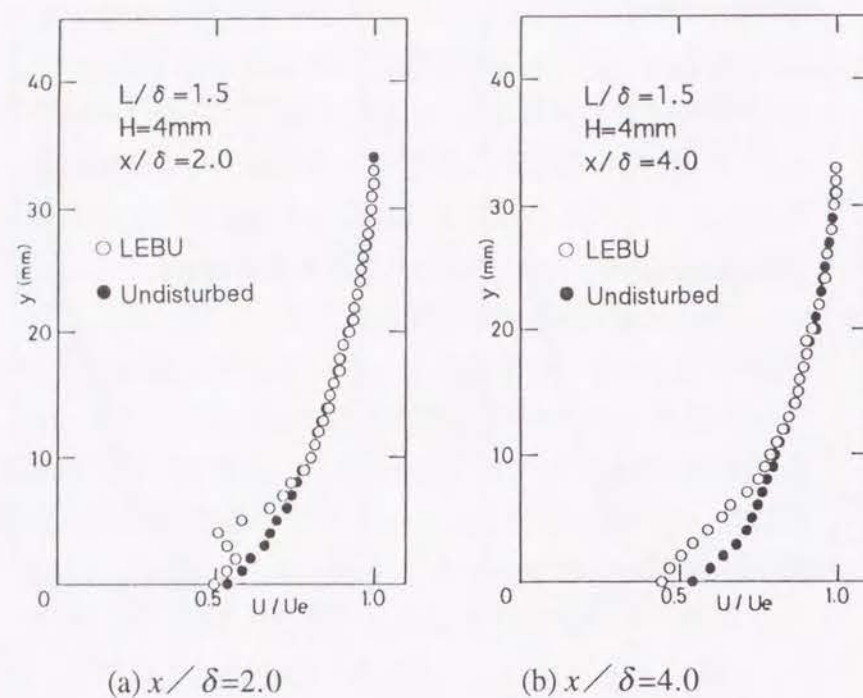 40
30
20
10
0
y (mm)
L/δ=1.5
H=4mm
x/δ=2.0
○ LEBU
● Undisturbed
0.5
U/Ue
1.0
(a) x/δ=2.0
40
30
20
10
0
y (mm)
L/δ=1.5
H=4mm
x/δ=4.0
○ LEBU
● Undisturbed
0.5
U/Ue
1.0
(b) x/δ=4.0